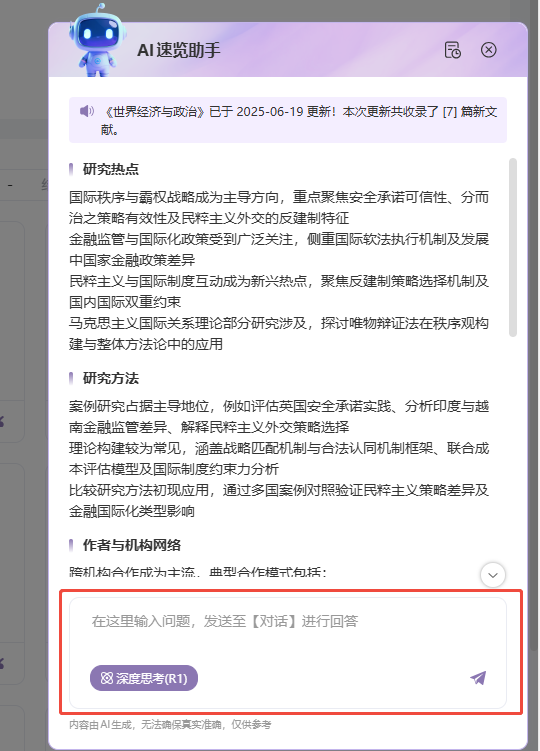 AI速览助手
《世界经济与政治》已于 2025-06-19 更新！本次更新共收录了 [7] 篇新文
献。
研究热点
国际秩序与霸权战略成为主导方向，重点聚焦安全承诺可信性、分而
治之策略有效性及民粹主义外交的反建制特征
金融监管与国际化政策受到广泛关注，侧重国际软法执行机制及发展
中国家金融政策差异
民粹主义与国际制度互动成为新兴热点，聚焦反建制策略选择机制及
国内国际双重约束
马克思主义国际关系理论部分研究涉及，探讨唯物辩证法在秩序观构
建与整体方法论中的应用
研究方法
案例研究占据主导地位，例如评估英国安全承诺实践、分析印度与越
南金融监管差异、解释民粹主义外交策略选择
理论构建较为常见，涵盖战略匹配机制与合法认同机制框架、联合成
本评估模型及国际制度约束力分析
比较研究方法初现应用，通过多国案例对照验证民粹主义策略差异及
金融国际化类型影响
作者与机构网络
跨机构合作成为主流，典型合作模式包括：
在这里输入问题，发送至【对话】进行回答
深度思考(R1)
内容由AI生成，无法确保真实准确，仅供参考